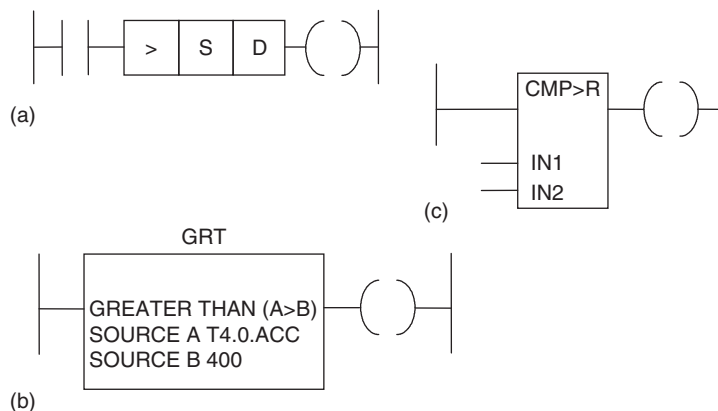 > S D
(a)
CMP>R
IN1
IN2
(c)
GRT
GREATER THAN (A>B)
SOURCE A T4.0.ACC
SOURCE B 400
(b)